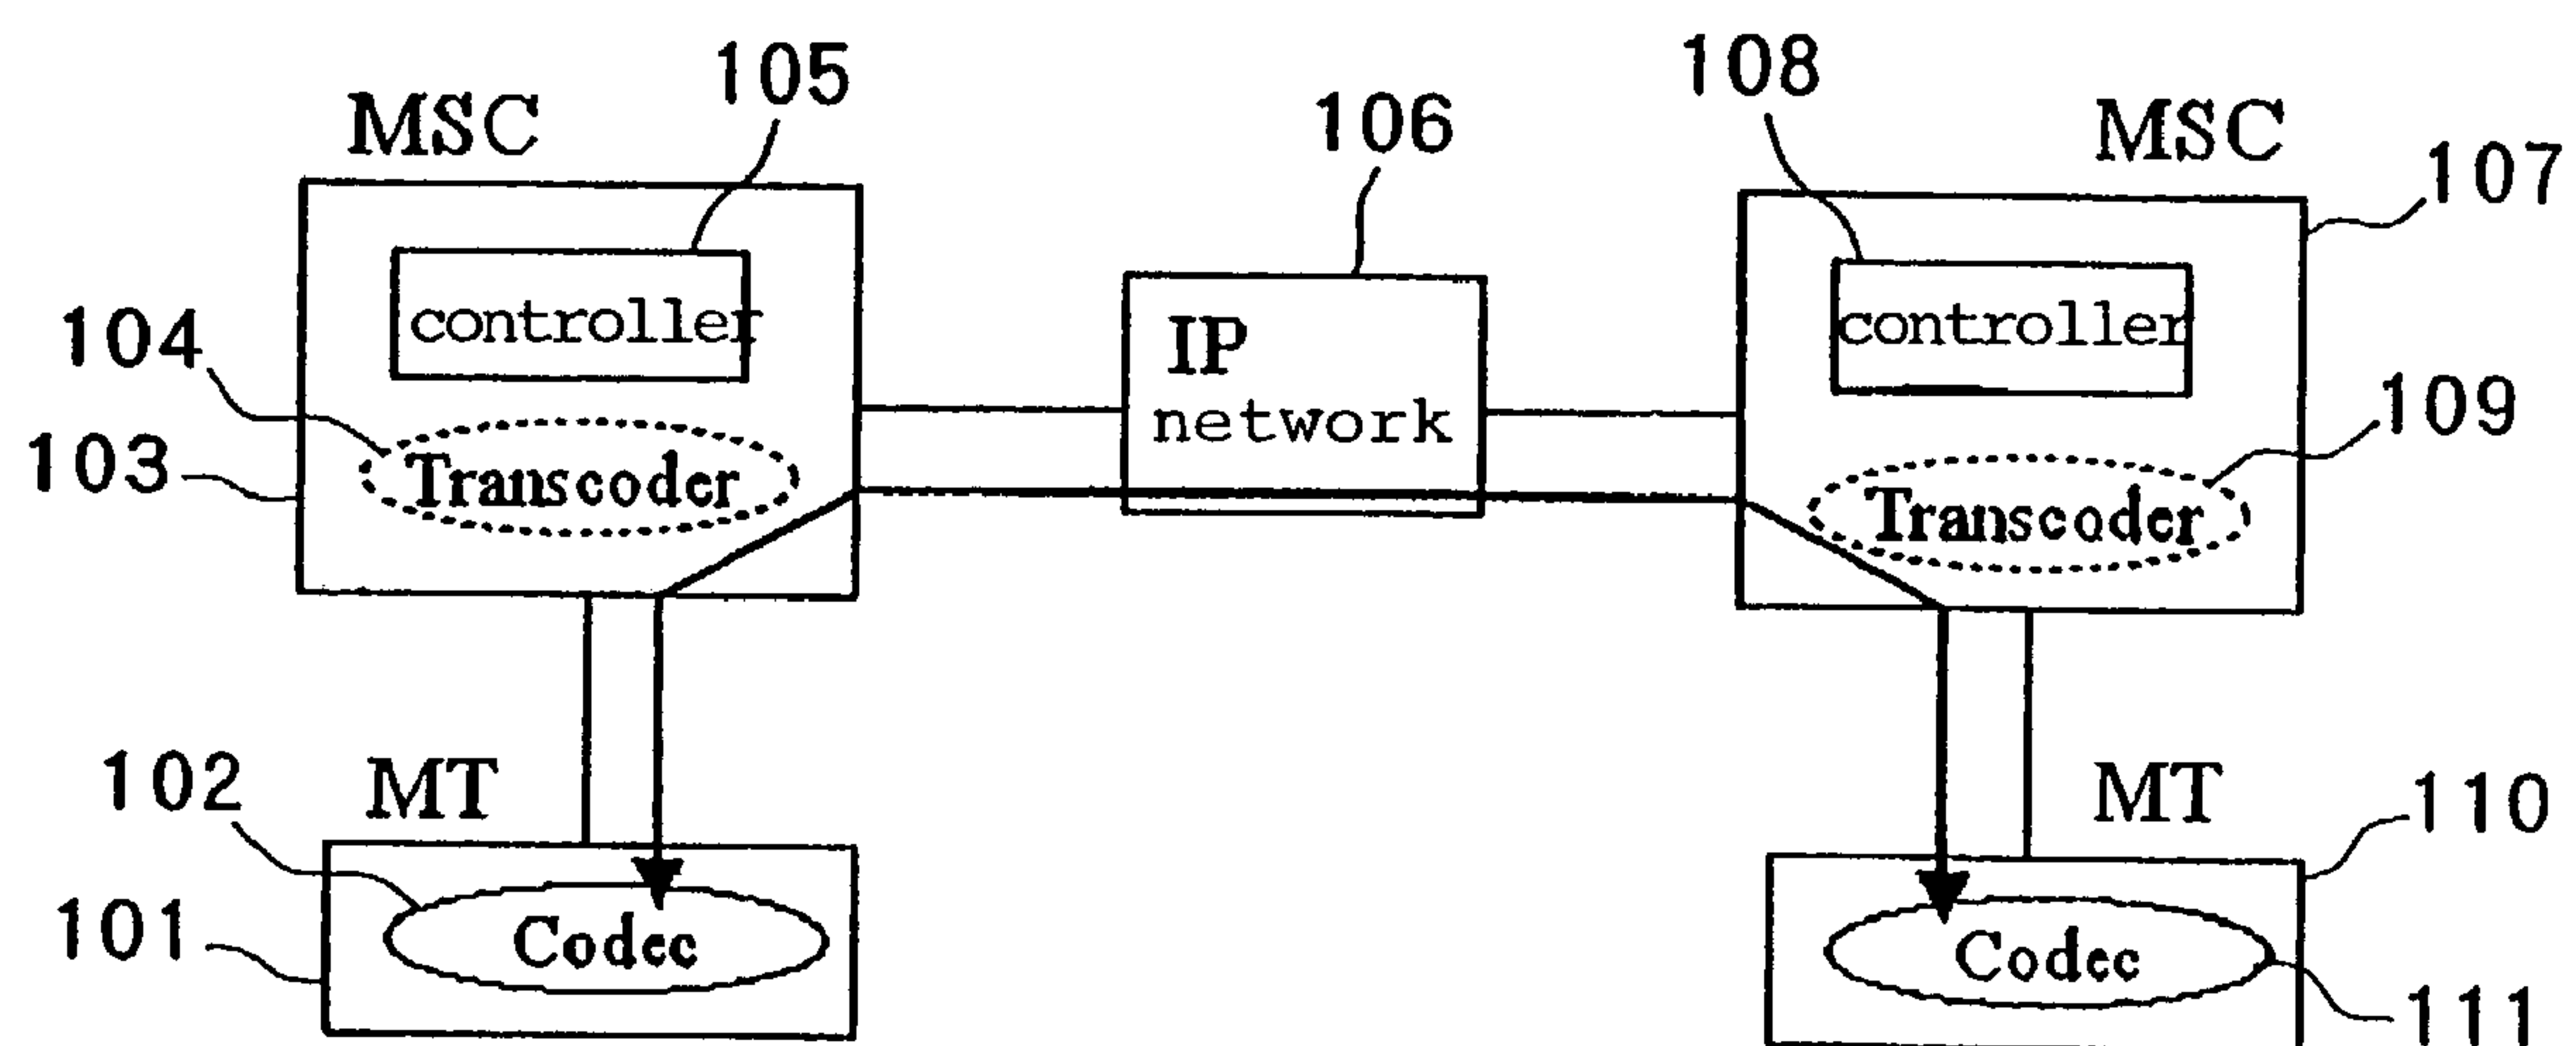 105
108
MSC
106
MSC
107
controller
controller
104
IP
network
109
103
Transcoder
Transcoder
102
MT
MT
110
101
Codec
Codec
111